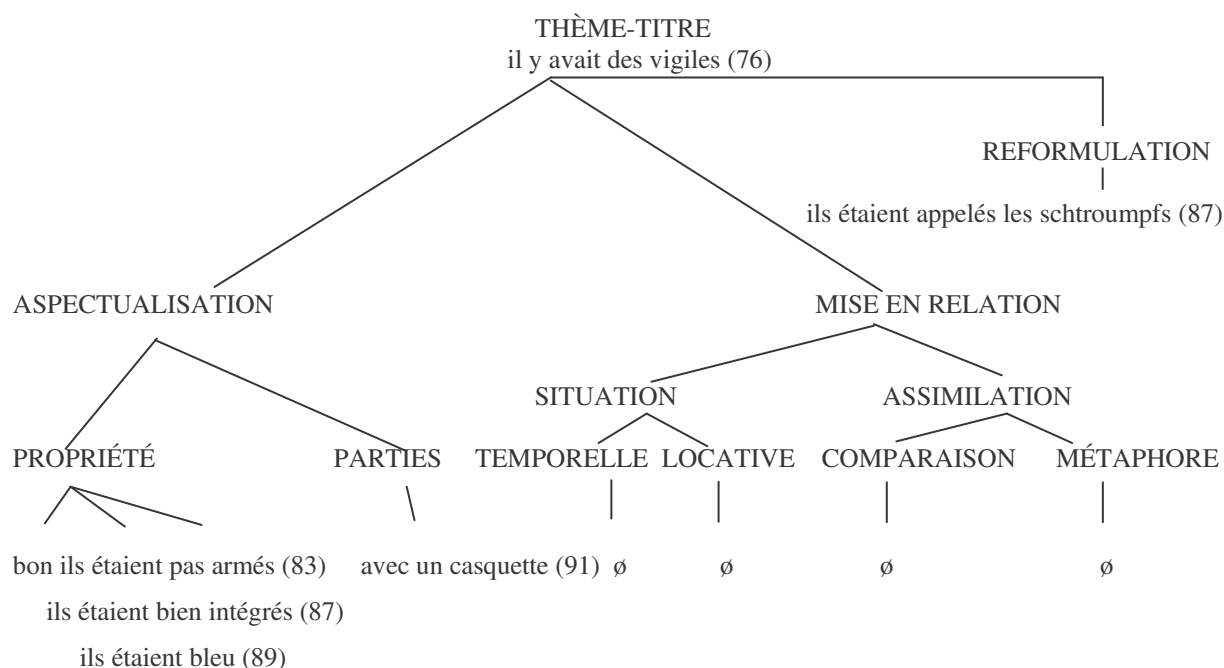 THÈME-TITRE
il y avait des vigiles (76)
REFORMULATION
ils étaient appelés les schtroumpfs (87)
ASPECTUALISATION MISE EN RELATION
SITUATION ASSIMILATION
PROPRIÉTÉ PARTIES TEMPORELLE LOCATIVE COMPARAISON MÉTAPHORE
bon ils étaient pas armés (83) avec un casquette (91) ø ø ø ø
ils étaient bien intégrés (87)
ils étaient bleu (89)